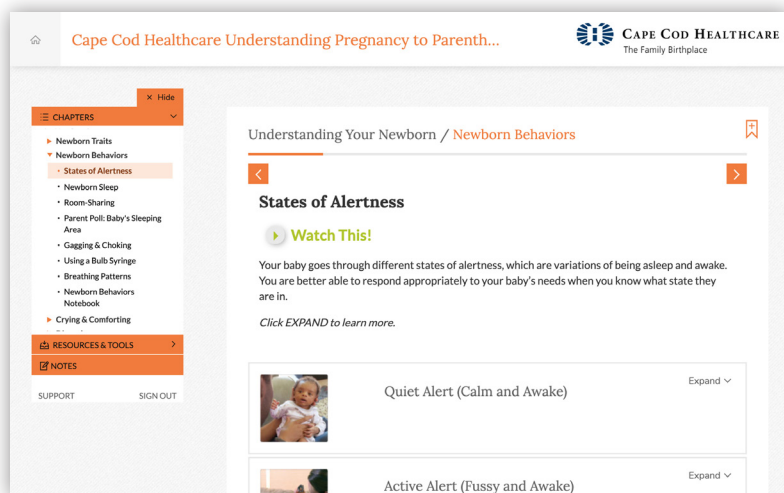 Cape Cod Healthcare Understanding Pregnancy to Parenth...
CAPE COD HEALTHCARE
The Family Birthplace
× Hide
CHAPTERS
Newborn Traits
Newborn Behaviors
States of Alertness
Newborn Sleep
Room-Sharing
Parent Poll: Baby's Sleeping
Area
Gagging & Choking
Using a Bulb Syringe
Breathing Patterns
Newborn Behaviors
Notebook
Crying & Comforting
RESOURCES & TOOLS
NOTES
SUPPORT
SIGN OUT
Understanding Your Newborn / Newborn Behaviors
States of Alertness
Watch This!
Your baby goes through different states of alertness, which are variations of being asleep and awake.
You are better able to respond appropriately to your baby's needs when you know what state they
are in.
Click EXPAND to learn more.
Quiet Alert (Calm and Awake)
Expand
Active Alert (Fussy and Awake)
Expand